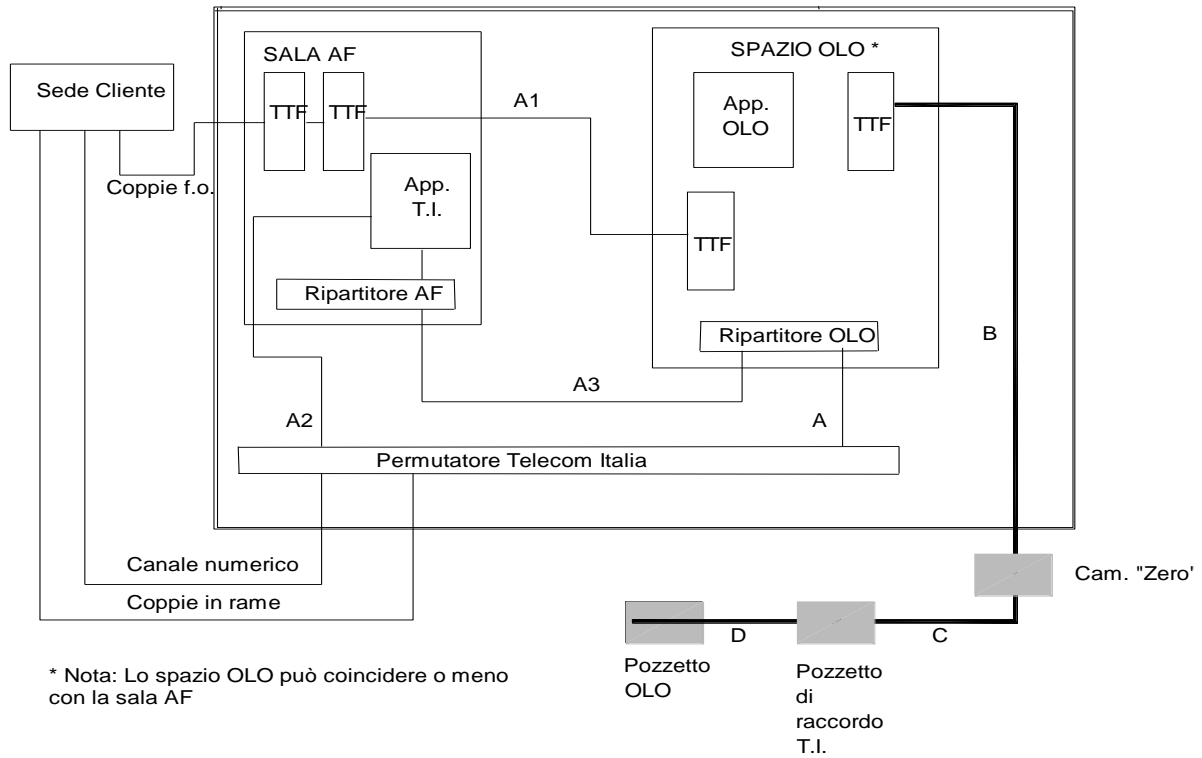 SALA AF
SPAZIO OLO *
Sede Cliente
TTF
TTF
A1
App.
OLO
TTF
Coppie f.o.
App.
T.I.
TTF
Ripartitore AF
Ripartitore OLO
B
A3
A2
A
Permutatore Telecom Italia
Canale numerico
Cam. "Zero'
Coppie in rame
D
C
Pozzetto
OLO
Pozzetto
di
raccordo
T.I.
* Nota: Lo spazio OLO può coincidere o meno
con la sala AF